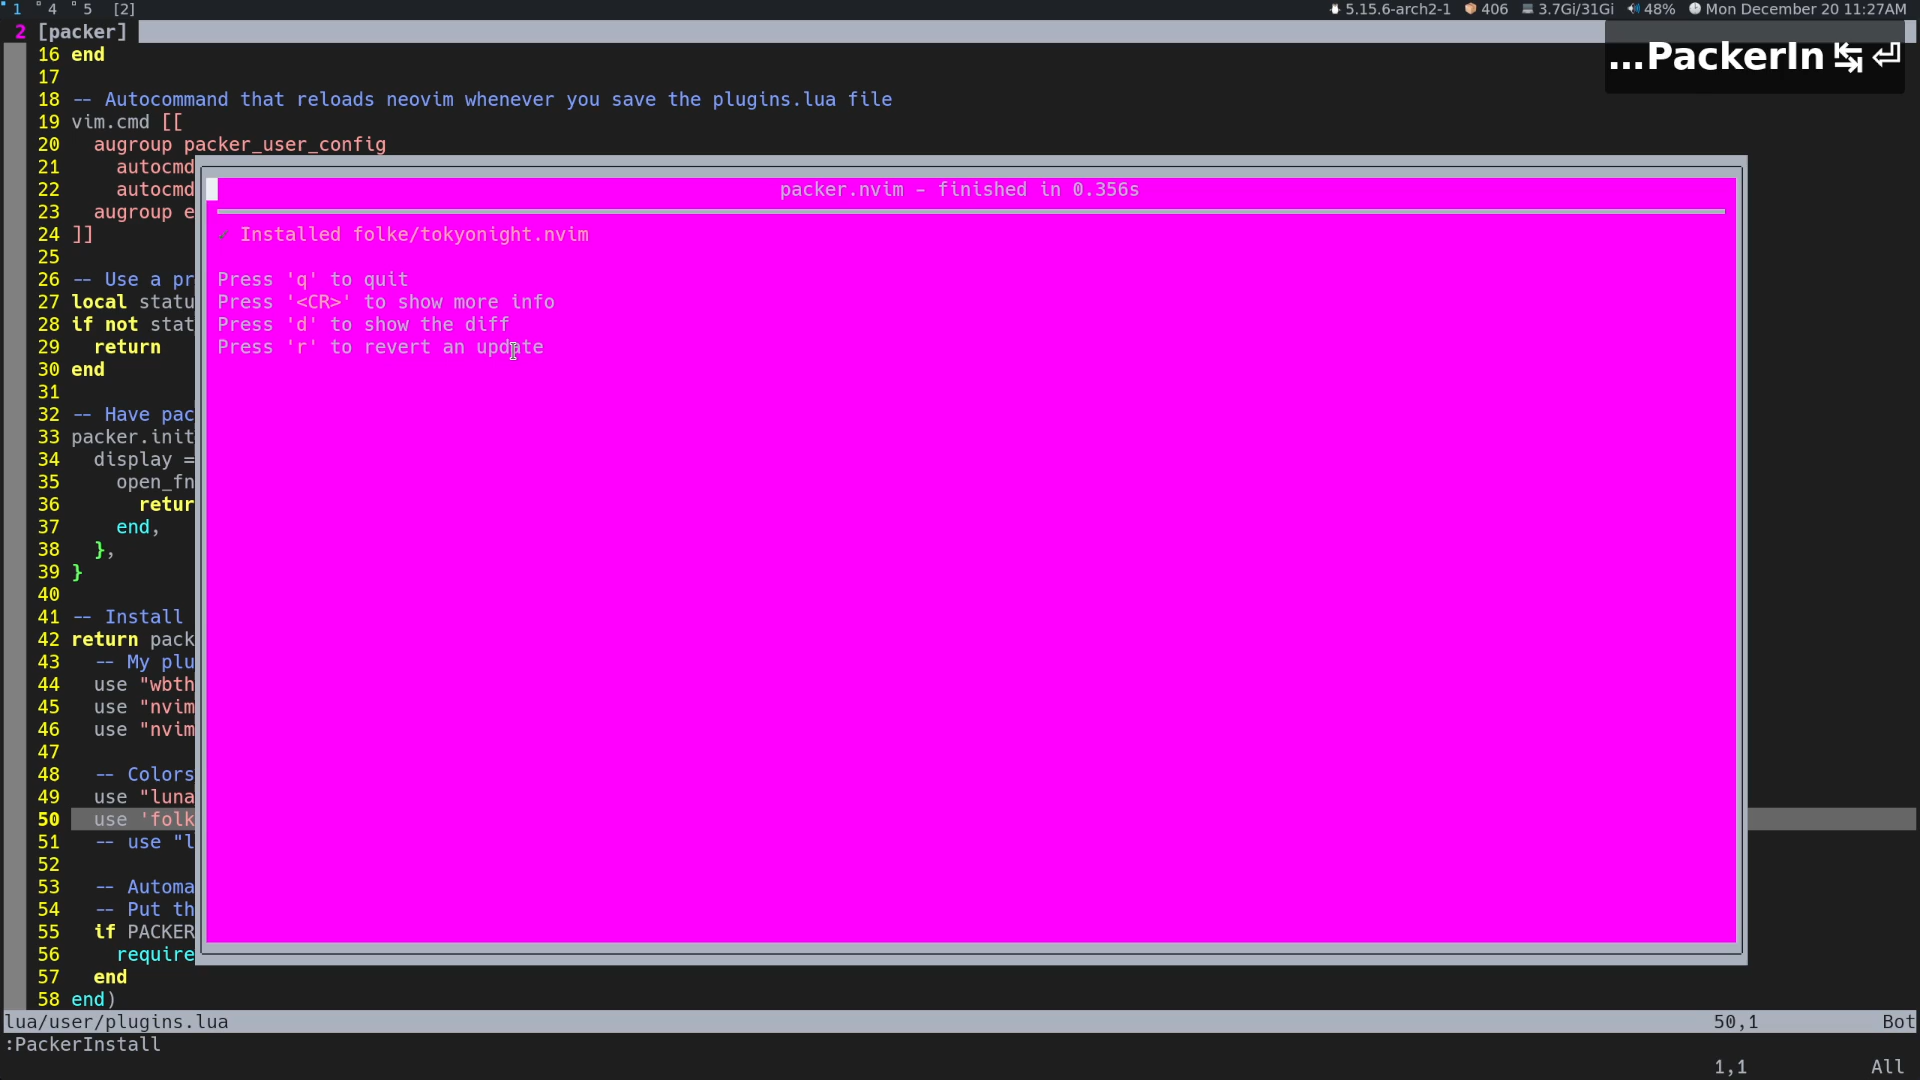 1 4 5 [2] 5.15.6-arch2-1 406 3.7Gi/31Gi 48% Mon December 20 11:27AM
2 [packer]
...PackerIn ↹ ⏎
16 end
17
18 -- Autocommand that reloads neovim whenever you save the plugins.lua file
19 vim.cmd [[
20 augroup packer_user_config
21 autocmd
22 autocmd
23 augroup e
24 ]]
25
26 -- Use a pr
27 local statu
28 if not stat
29 return
30 end
31
32 -- Have pac
33 packer.init
34 display =
35 open_fn
36 retur
37 end,
38 },
39 }
40
41 -- Install
42 return pack
43 -- My plu
44 use "wbth
45 use "nvim
46 use "nvim
47
48 -- Colors
49 use "luna
50 use 'folk
51 -- use "l
52
53 -- Automa
54 -- Put th
55 if PACKER
56 require
57 end
58 end)
packer.nvim - finished in 0.356s
✓ Installed folke/tokyonight.nvim
Press 'q' to quit
Press '<CR>' to show more info
Press 'd' to show the diff
Press 'r' to revert an update
lua/user/plugins.lua 50,1 Bot
:PackerInstall
1,1 All